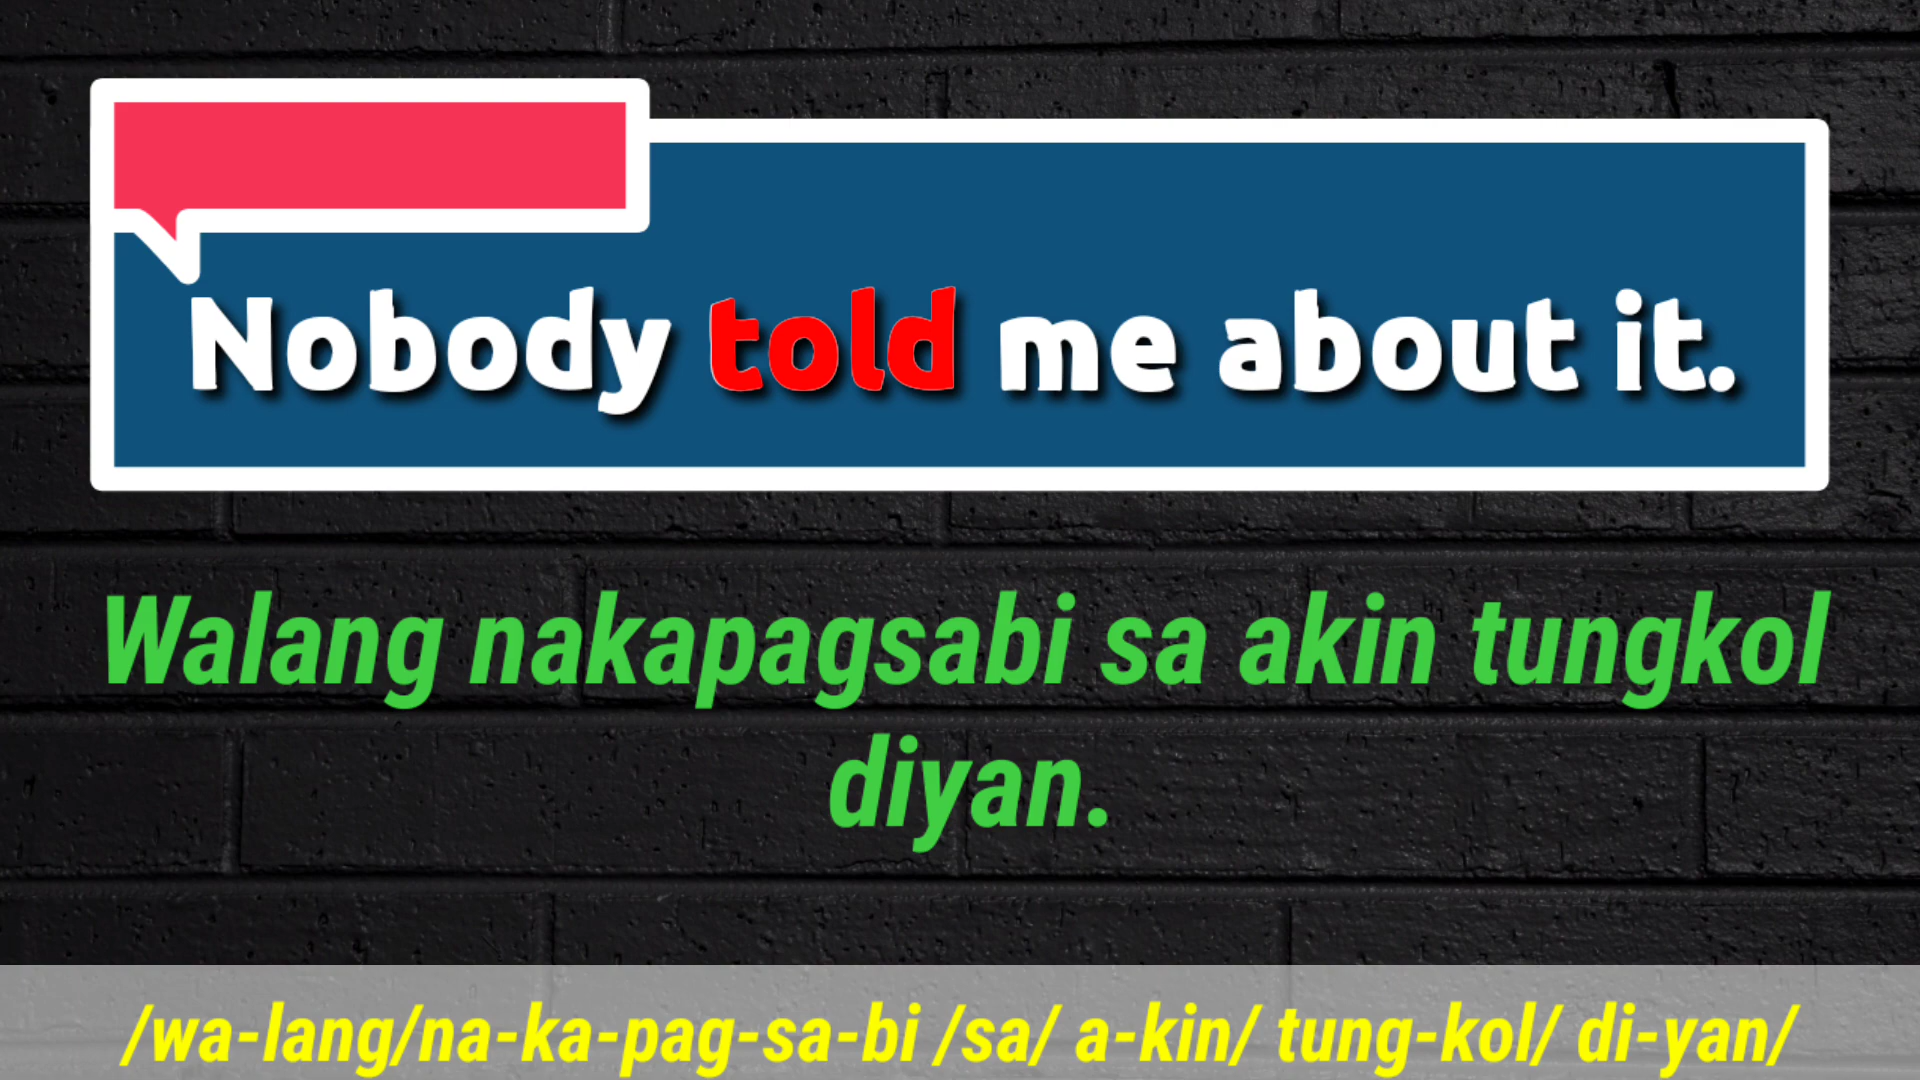 Nobody told me about it.
Walang nakapagsabi sa akin tungkol
diyan.
/wa-lang/na-ka-pag-sa-bi /sa/ a-kin/ tung-kol/ di-yan/